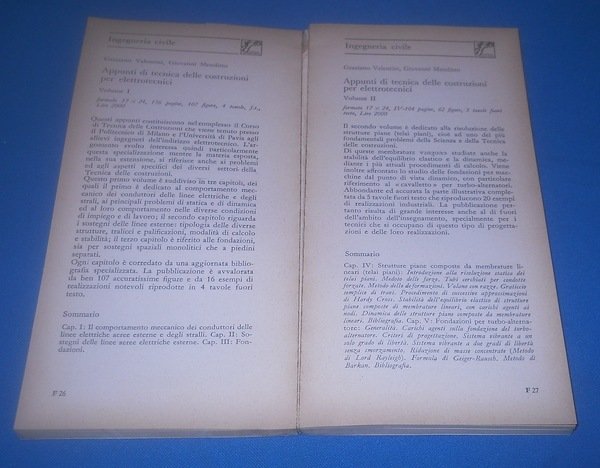 Ingegneria civile
Graziano Valentini, Giovanni Menditto
Appunti di tecnica delle costruzioni
per elettrotecnici
Volume I
formato 17 × 24, 176 pagine, 107 figure, 4 tavole, f.t.,
Lire 2000
Questi appunti costituiscono nel complesso il Corso
di Tecnica delle Costruzioni che viene tenuto presso
il Politecnico di Milano e l'Università di Pavia agli
allievi ingegneri dell'indirizzo elettrotecnico. L'ar-
gomento svolto interessa quindi particolarmente
questa specializzazione mentre la materia esposta,
nella sua estensione, si riferisce anche ai problemi
ed agli aspetti specifici dei diversi settori della
Tecnica delle costruzioni.
Questo primo volume è suddiviso in tre capitoli, dei
quali il primo è dedicato al comportamento mec-
canico dei conduttori delle linee elettriche e degli
strali, ai principali problemi di statica e di dinamica
ed al loro comportamento nelle diverse condizioni
di impiego e di lavoro; il secondo capitolo riguarda
i sostegni delle linee esterne: tipologia delle diverse
strutture, tralicci e palificazioni, modalità di calcolo
e stabilità; il terzo capitolo è riferito alle fondazioni,
sia per sostegni spaziali monolitici che a piedini
separati.
Ogni capitolo è corredato da una aggiornata biblio-
grafia specializzata. La pubblicazione è avvalorata
da ben 107 accuratissime figure e da 16 esempi di
realizzazioni notevoli riprodotte in 4 tavole fuori
testo.
Sommario
Cap. I: Il comportamento meccanico dei conduttori delle
linee elettriche aeree esterne e degli stralli. Cap. II: So-
stegni delle linee aeree elettriche esterne. Cap. III: Fon-
dazioni.
F 26
Ingegneria civile
Graziano Valentini, Giovanni Menditto
Appunti di tecnica delle costruzioni
per elettrotecnici
Volume II
formato 17 × 24, IV-104 pagine, 62 figure, 5 tavole fuori
testo, Lire 2000
Il secondo volume è dedicato alla risoluzione delle
strutture piane (telai piani), cioè ad uno dei più
fondamentali problemi della Scienza e della Tecnica
delle costruzioni.
Di queste membrature vengono studiate anche la
stabilità dell'equilibrio elastico e la dinamica, me-
diante i più attuali procedimenti di calcolo. Viene
inoltre affrontato lo studio delle fondazioni per mac-
chine dal punto di vista dinamico, con particolare
riferimento al «cavalletto» per turbo-alternatori.
Abbondante ed accurata la parte illustrativa comple-
tata da 5 tavole fuori testo che riproducono 20 esempi
di realizzazioni industriali. La pubblicazione per-
tanto risulta di grande interesse anche al di fuori
dell'ambito dell'insegnamento, specialmente per i
tecnici che si occupano di questo tipo di progetta-
zioni e delle loro realizzazioni.
Sommario
Cap. IV: Strutture piane composte da membrature li-
neari (telai piani): Introduzione alla risoluzione elastica dei
telai piani. Metodo delle forze. Tubi cerchiati per condotte
forzate. Metodo delle deformazioni. Volano con razze. Graticcio
semplice di travi. Procedimento di successive approssimazioni
di Hardy Cross. Stabilità dell'equilibrio elastico di strutture
piane composte di membrature lineari, con carichi agenti ai
nodi. Dinamica delle strutture piane composte da membrature
lineari. Bibliografia. Cap. V: Fondazioni per turbo-alterna-
tore: Generalità. Carichi agenti sulla fondazione del turbo-
alternatore. Criteri di progettazione. Sistema vibrante a un
solo grado di libertà. Sistema vibrante a due gradi di libertà
senza smorzamento. Riduzione di masse concentrate (Metodo
di Lord Rayleigh). Formula di Geiger-Rausch. Metodo di
Barkan. Bibliografia.
F 27